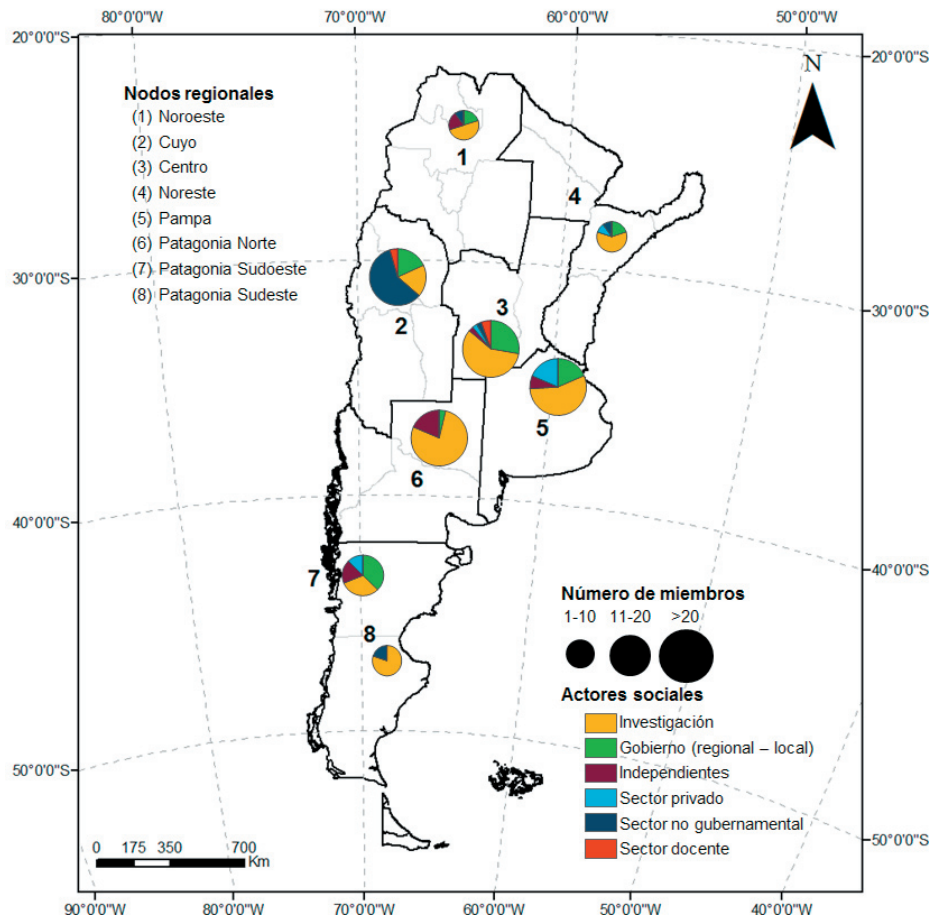 80°0'0"W 70°0'0"W 60°0'0"W 50°0'0"W
20°0'0"S
20°0'0"S
N
Nodos regionales
(1) Noroeste
(2) Cuyo
(3) Centro
(4) Noreste
(5) Pampa
(6) Patagonia Norte
(7) Patagonia Sudoeste
(8) Patagonia Sudeste
1
4
30°0'0"S
30°0'0"S
2
3
5
6
40°0'0"S
40°0'0"S
7
8
Número de miembros
1-10 11-20 >20
Actores sociales
Investigación
Gobierno (regional – local)
Independientes
Sector privado
Sector no gubernamental
Sector docente
50°0'0"S
50°0'0"S
0 175 350 700
Km
90°0'0"W 80°0'0"W 70°0'0"W 60°0'0"W 50°0'0"W 40°0'0"W